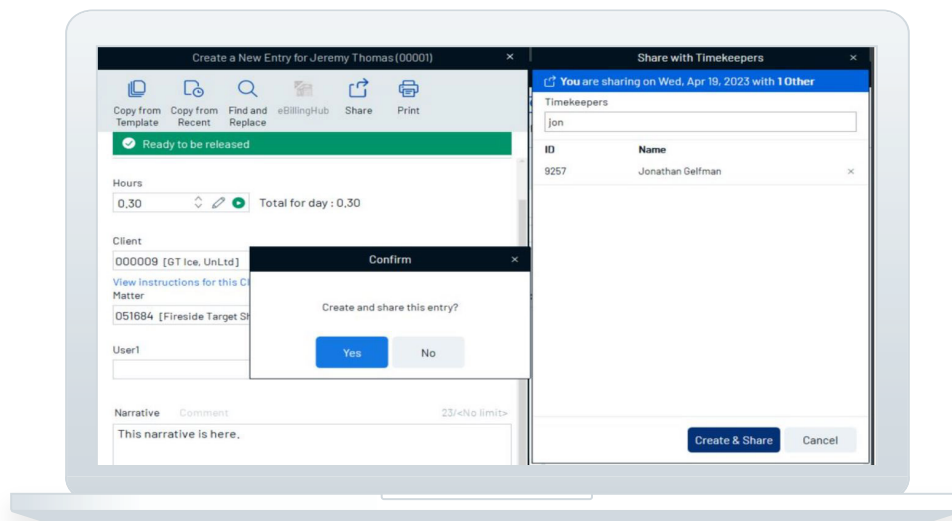 Create a New Entry for Jeremy Thomas (00001)
Copy from Template
Copy from Recent
Find and Replace
eBillingHub
Share
Print
Ready to be released
Hours
0.30
Total for day : 0.30
Client
000009 [GT Ice, UnLtd]
View instructions for this
Matter
051684 [Fireside Target
User1
Narrative
Comment
23/<No limit>
This narrative is here.
Confirm
Create and share this entry?
Yes
No
Share with Timekeepers
You are sharing on Wed, Apr 19, 2023 with 1 Other
Timekeepers
jon
ID
Name
9257
Jonathan Gelfman
Create & Share
Cancel